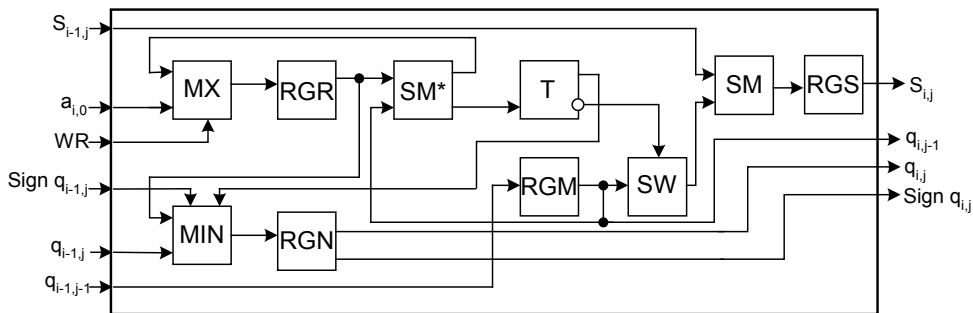 S_{i-1,j}
a_{i,0}
WR
Sign q_{i-1,j}
q_{i-1,j}
q_{i-1,j-1}
MX
RGR
SM*
T
SM
RGS
MIN
RGN
RGM
SW
S_{i,j}
q_{i,j-1}
q_{i,j}
Sign q_{i,j}